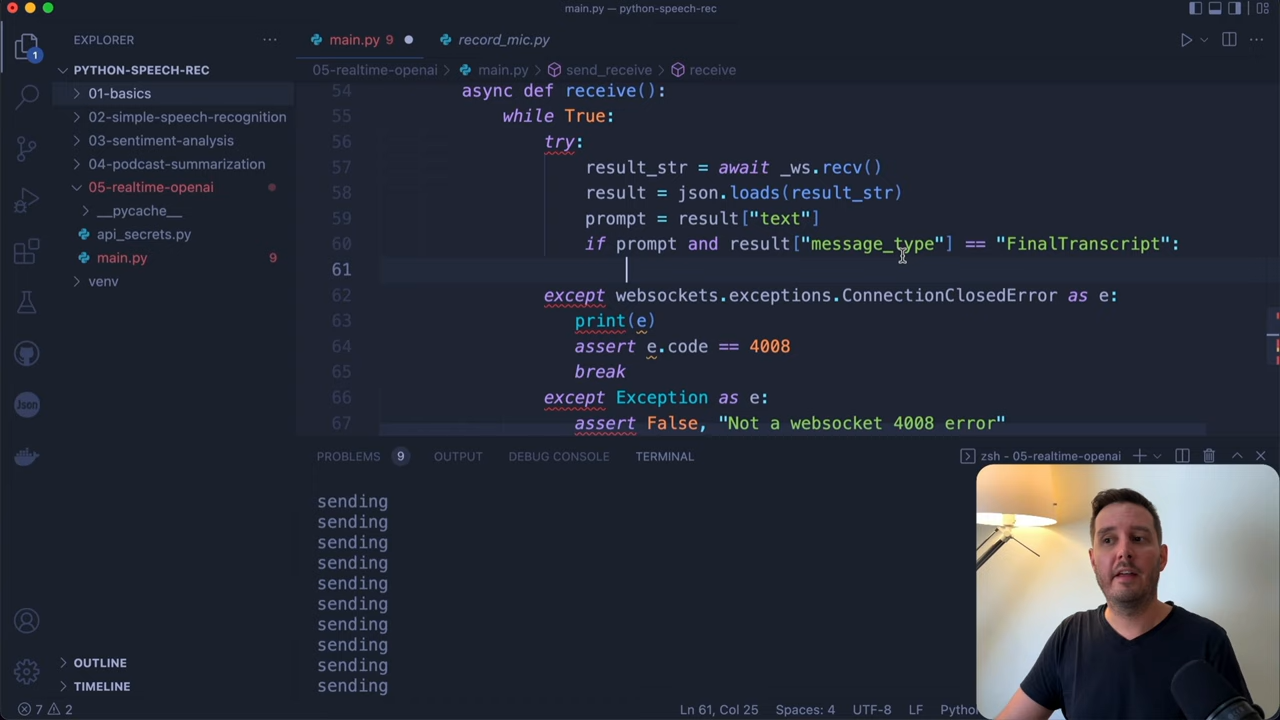 main.py — python-speech-rec
EXPLORER
PYTHON-SPEECH-REC
01-basics
02-simple-speech-recognition
03-sentiment-analysis
04-podcast-summarization
05-realtime-openai
__pycache__
api_secrets.py
main.py 9
venv
OUTLINE
TIMELINE
1
Json
main.py 9
record_mic.py
05-realtime-openai > main.py > send_receive > receive
54 async def receive():
55 while True:
56 try:
57 result_str = await _ws.recv()
58 result = json.loads(result_str)
59 prompt = result["text"]
60 if prompt and result["message_type"] == "FinalTranscript":
61
62 except websockets.exceptions.ConnectionClosedError as e:
63 print(e)
64 assert e.code == 4008
65 break
66 except Exception as e:
67 assert False, "Not a websocket 4008 error"
PROBLEMS 9 OUTPUT DEBUG CONSOLE TERMINAL
zsh - 05-realtime-openai
sending
sending
sending
sending
sending
sending
sending
sending
sending
sending
7 2
Ln 61, Col 25 Spaces: 4 UTF-8 LF